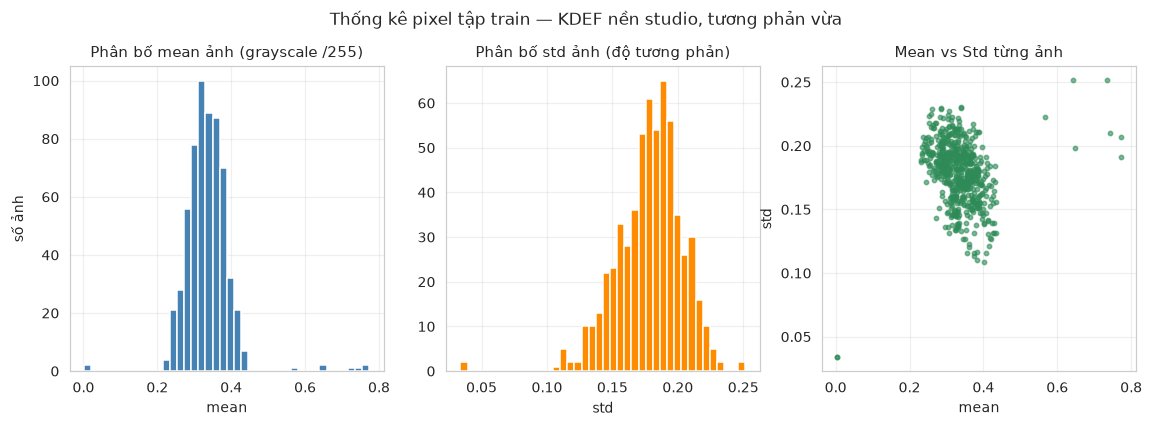 Thống kê pixel tập train — KDEF nền studio, tương phản vừa
Phân bố mean ảnh (grayscale /255)
số ảnh
100
80
60
40
20
0
0.0 0.2 0.4 0.6 0.8
mean
Phân bố std ảnh (độ tương phản)
60
50
40
30
20
10
0
0.05 0.10 0.15 0.20 0.25
std
Mean vs Std từng ảnh
std
0.25
0.20
0.15
0.10
0.05
0.0 0.2 0.4 0.6 0.8
mean